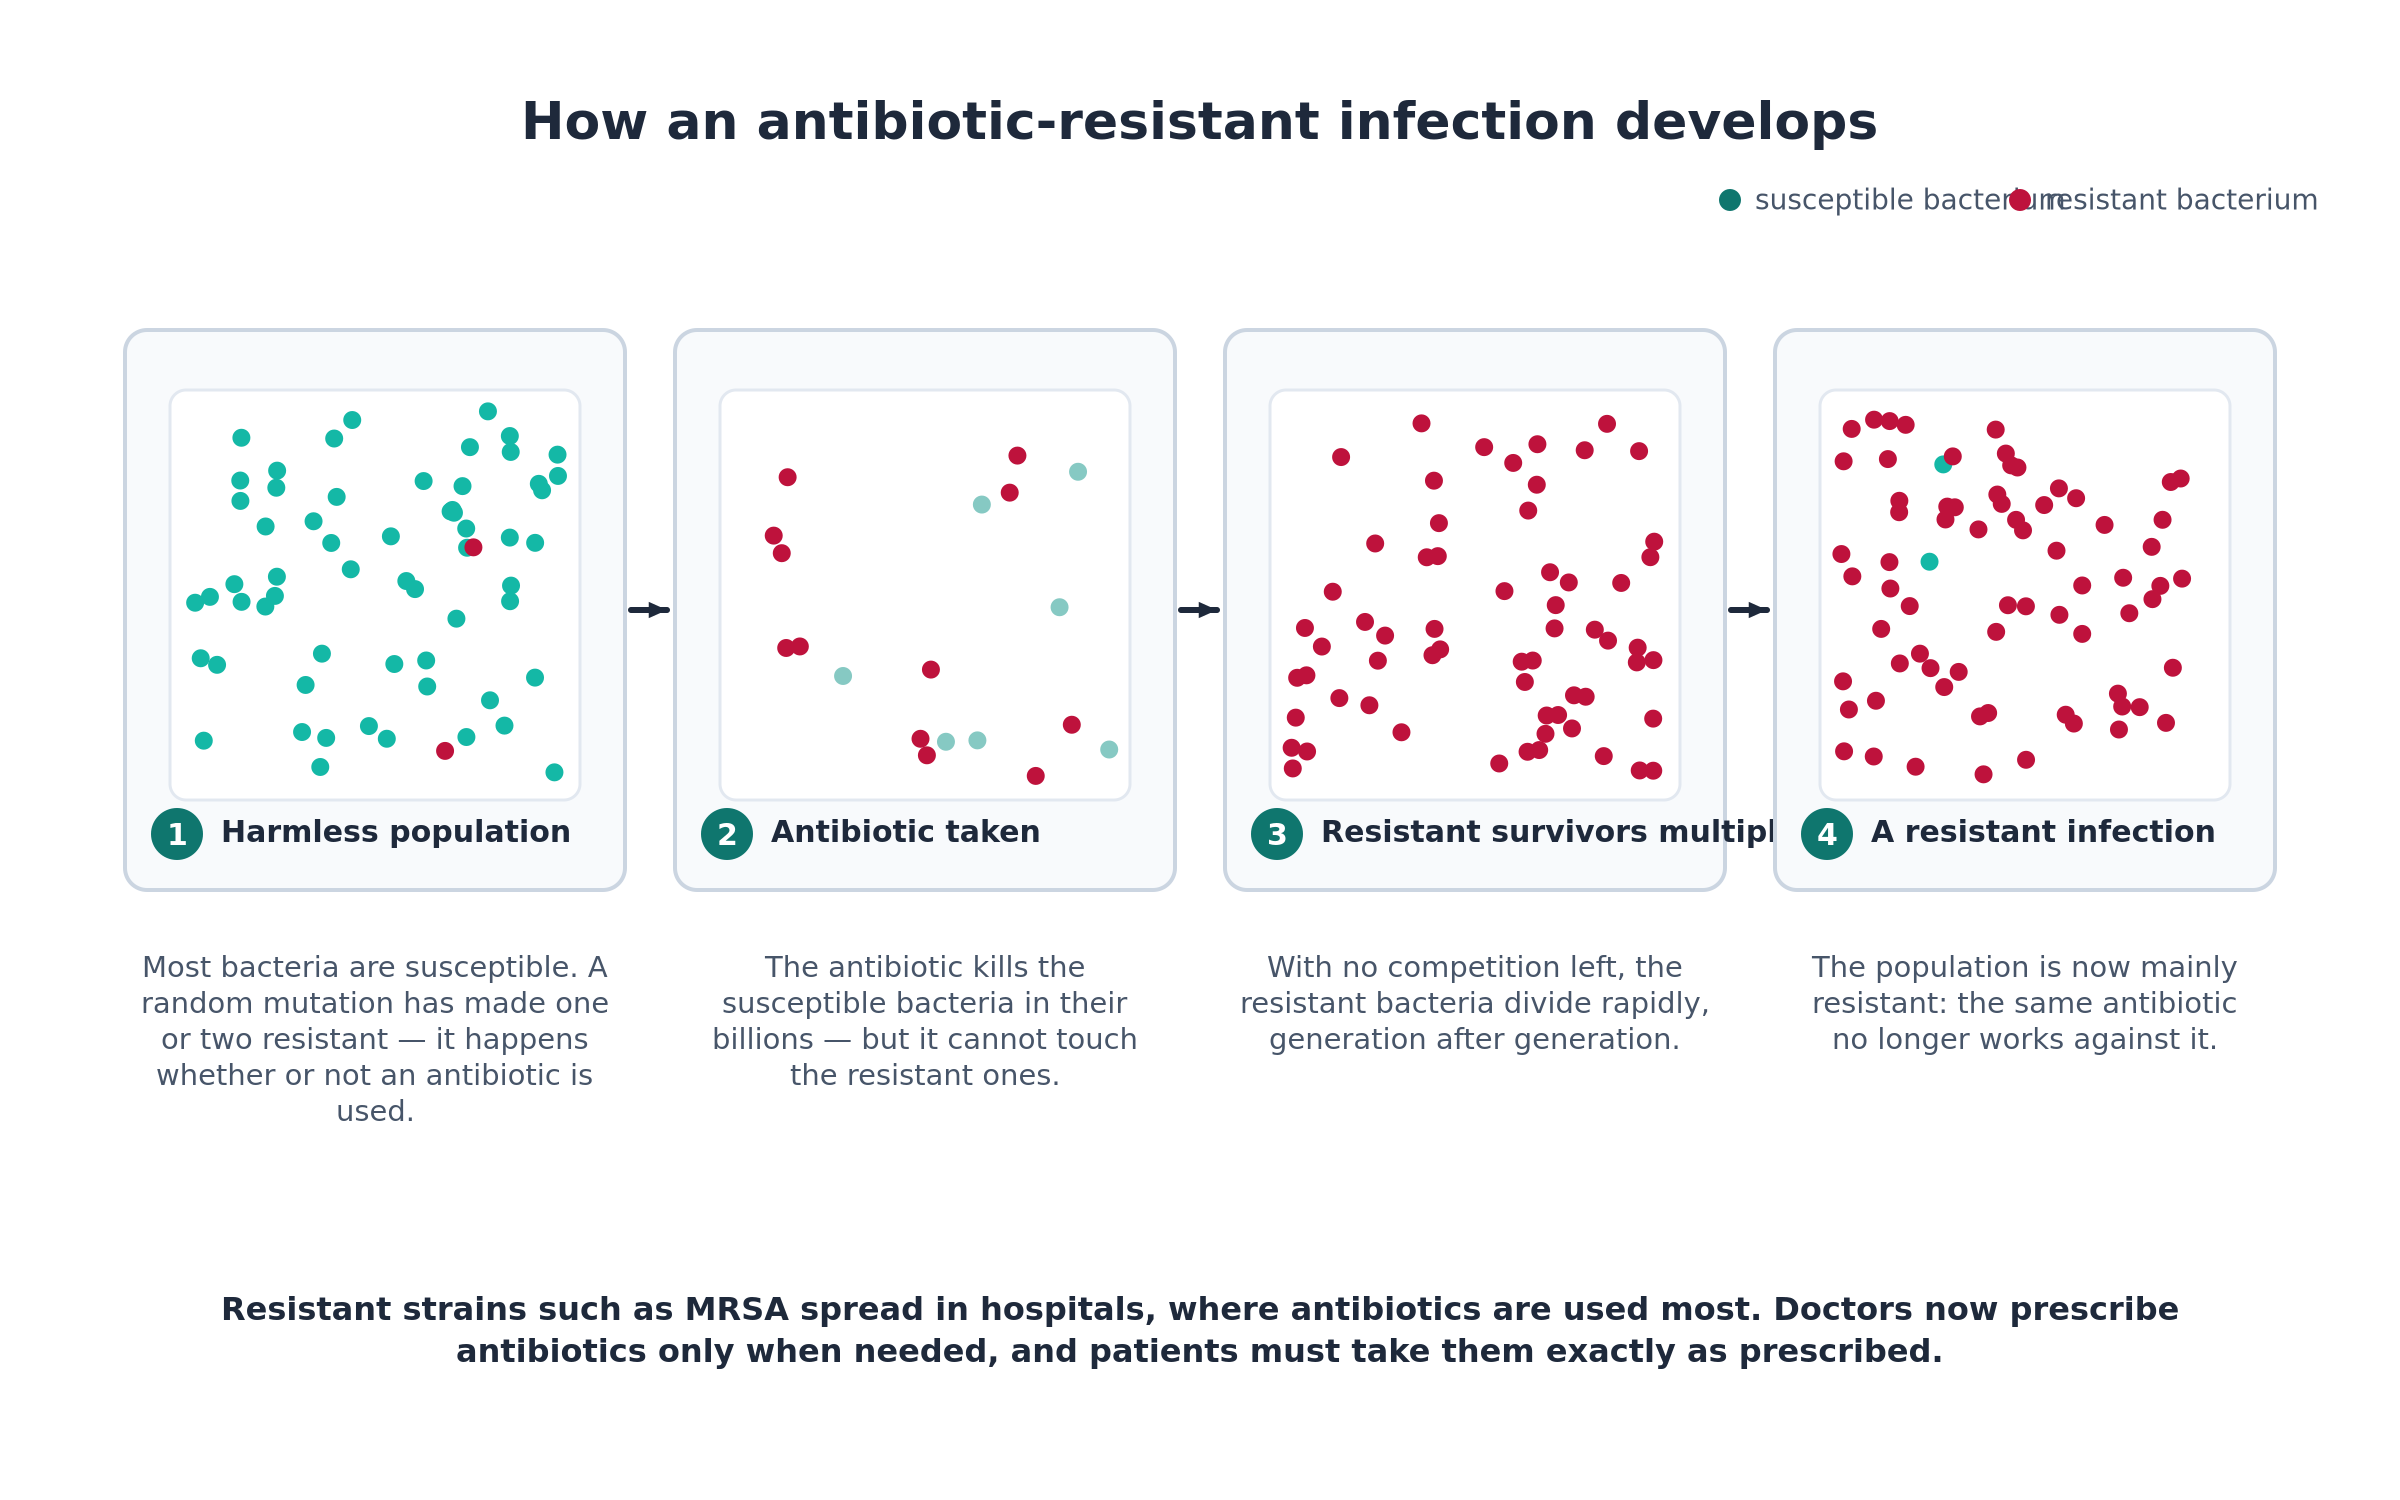 How an antibiotic-resistant infection develops
susceptible bacterium
resistant bacterium
1 Harmless population
2 Antibiotic taken
3 Resistant survivors multipl
4 A resistant infection
Most bacteria are susceptible. A
random mutation has made one
or two resistant — it happens
whether or not an antibiotic is
used.
The antibiotic kills the
susceptible bacteria in their
billions — but it cannot touch
the resistant ones.
With no competition left, the
resistant bacteria divide rapidly,
generation after generation.
The population is now mainly
resistant: the same antibiotic
no longer works against it.
Resistant strains such as MRSA spread in hospitals, where antibiotics are used most. Doctors now prescribe
antibiotics only when needed, and patients must take them exactly as prescribed.